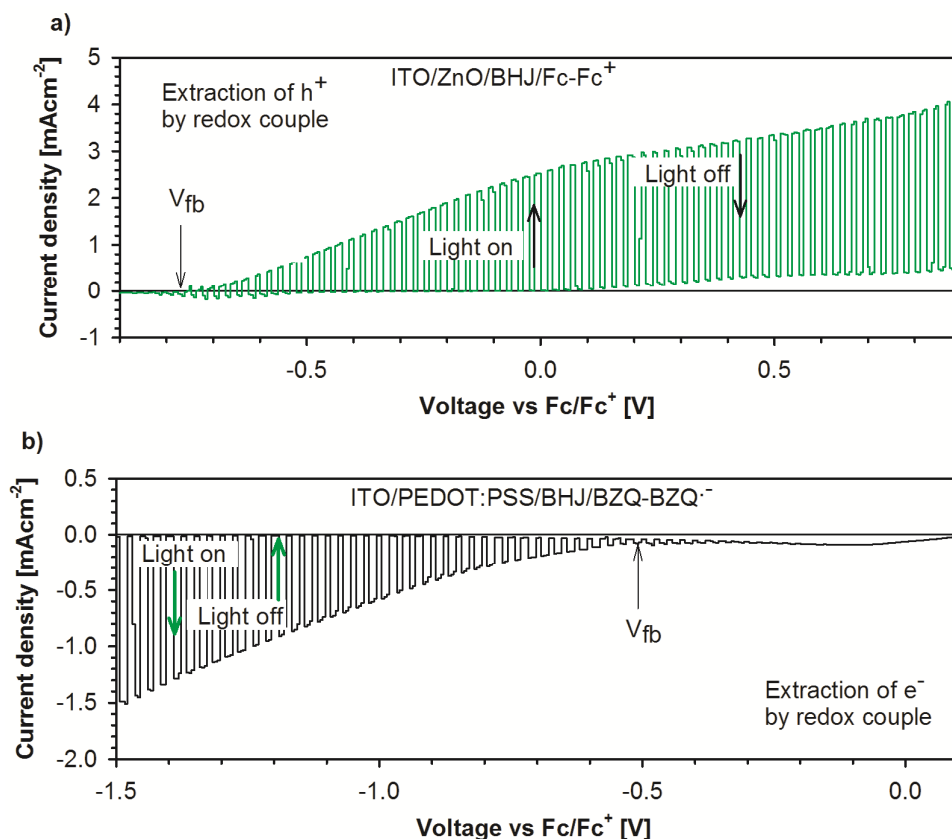 a)
ITO/ZnO/BHJ/Fc-Fc⁺
Extraction of h⁺
by redox couple
V_fb
Light on
Light off
Current density [mAcm⁻²]
5
4
3
2
1
0
-1
-0.5
0.0
0.5
Voltage vs Fc/Fc⁺ [V]
b)
ITO/PEDOT:PSS/BHJ/BZQ-BZQ·⁻
Light on
Light off
V_fb
Extraction of e⁻
by redox couple
Current density [mAcm⁻²]
0.5
0.0
-0.5
-1.0
-1.5
-2.0
-1.5
-1.0
-0.5
0.0
Voltage vs Fc/Fc⁺ [V]